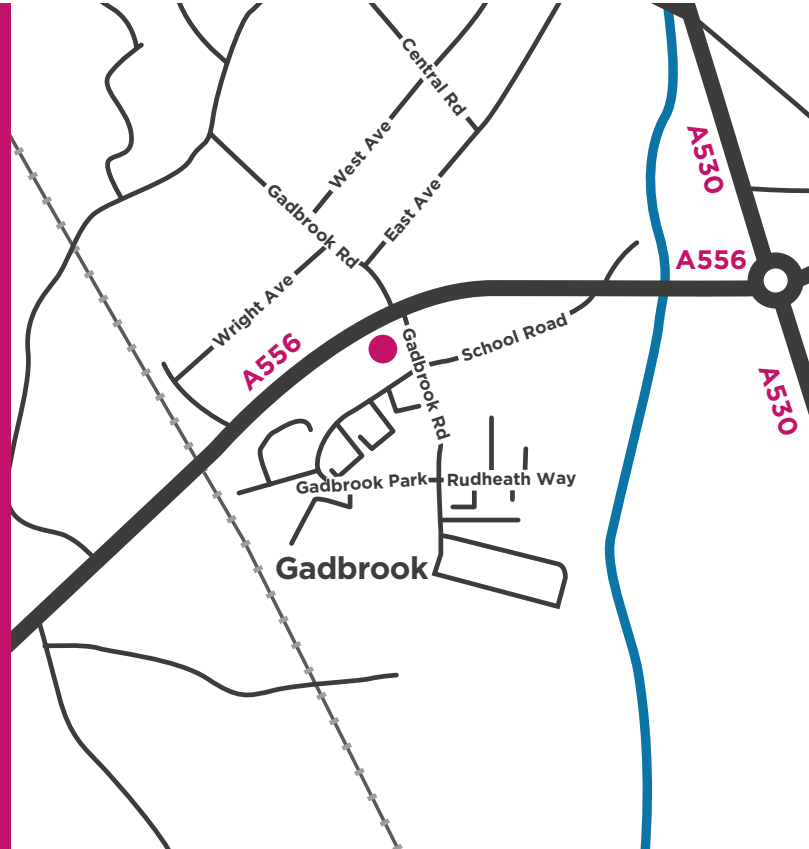 Central Rd
West Ave
A530
East Ave
Gadbrook Rd
A556
Wright Ave
School Road
A556
Gadbrook Rd
A530
Gadbrook Park
Rudheath Way
Gadbrook